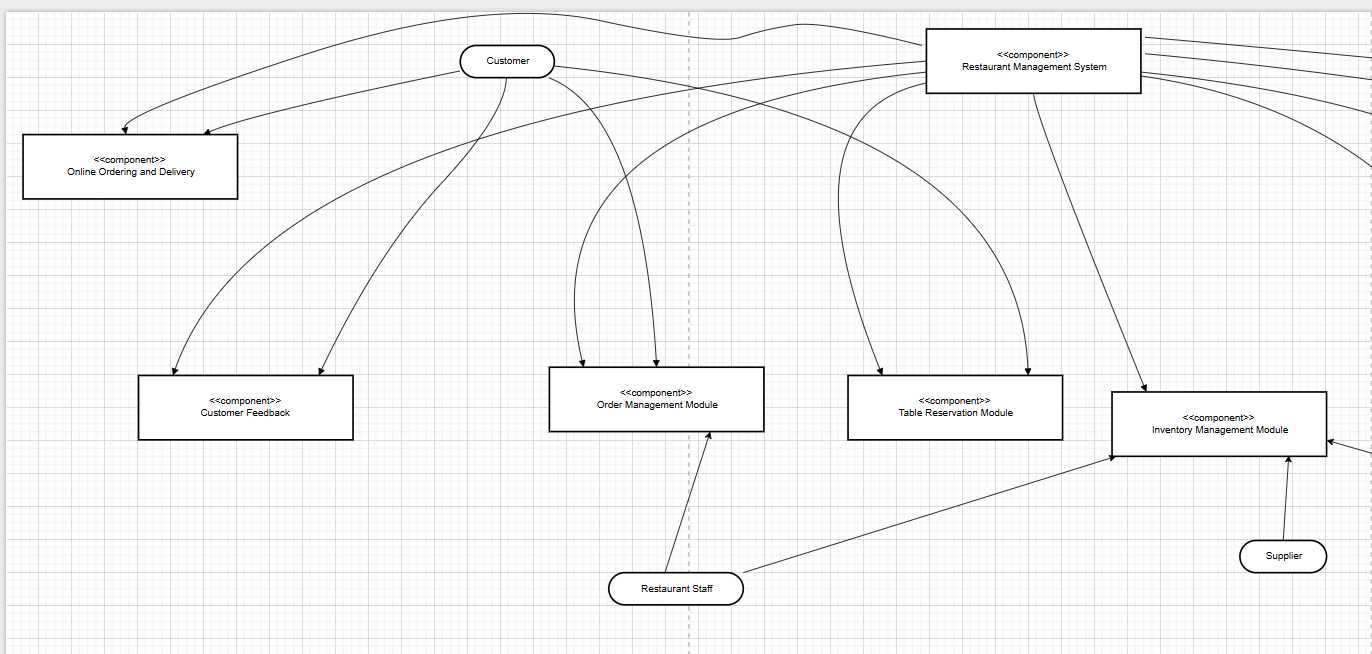 Customer
<<component>>
Restaurant Management System
<<component>>
Online Ordering and Delivery
<<component>>
Customer Feedback
<<component>>
Order Management Module
<<component>>
Table Reservation Module
<<component>>
Inventory Management Module
Supplier
Restaurant Staff